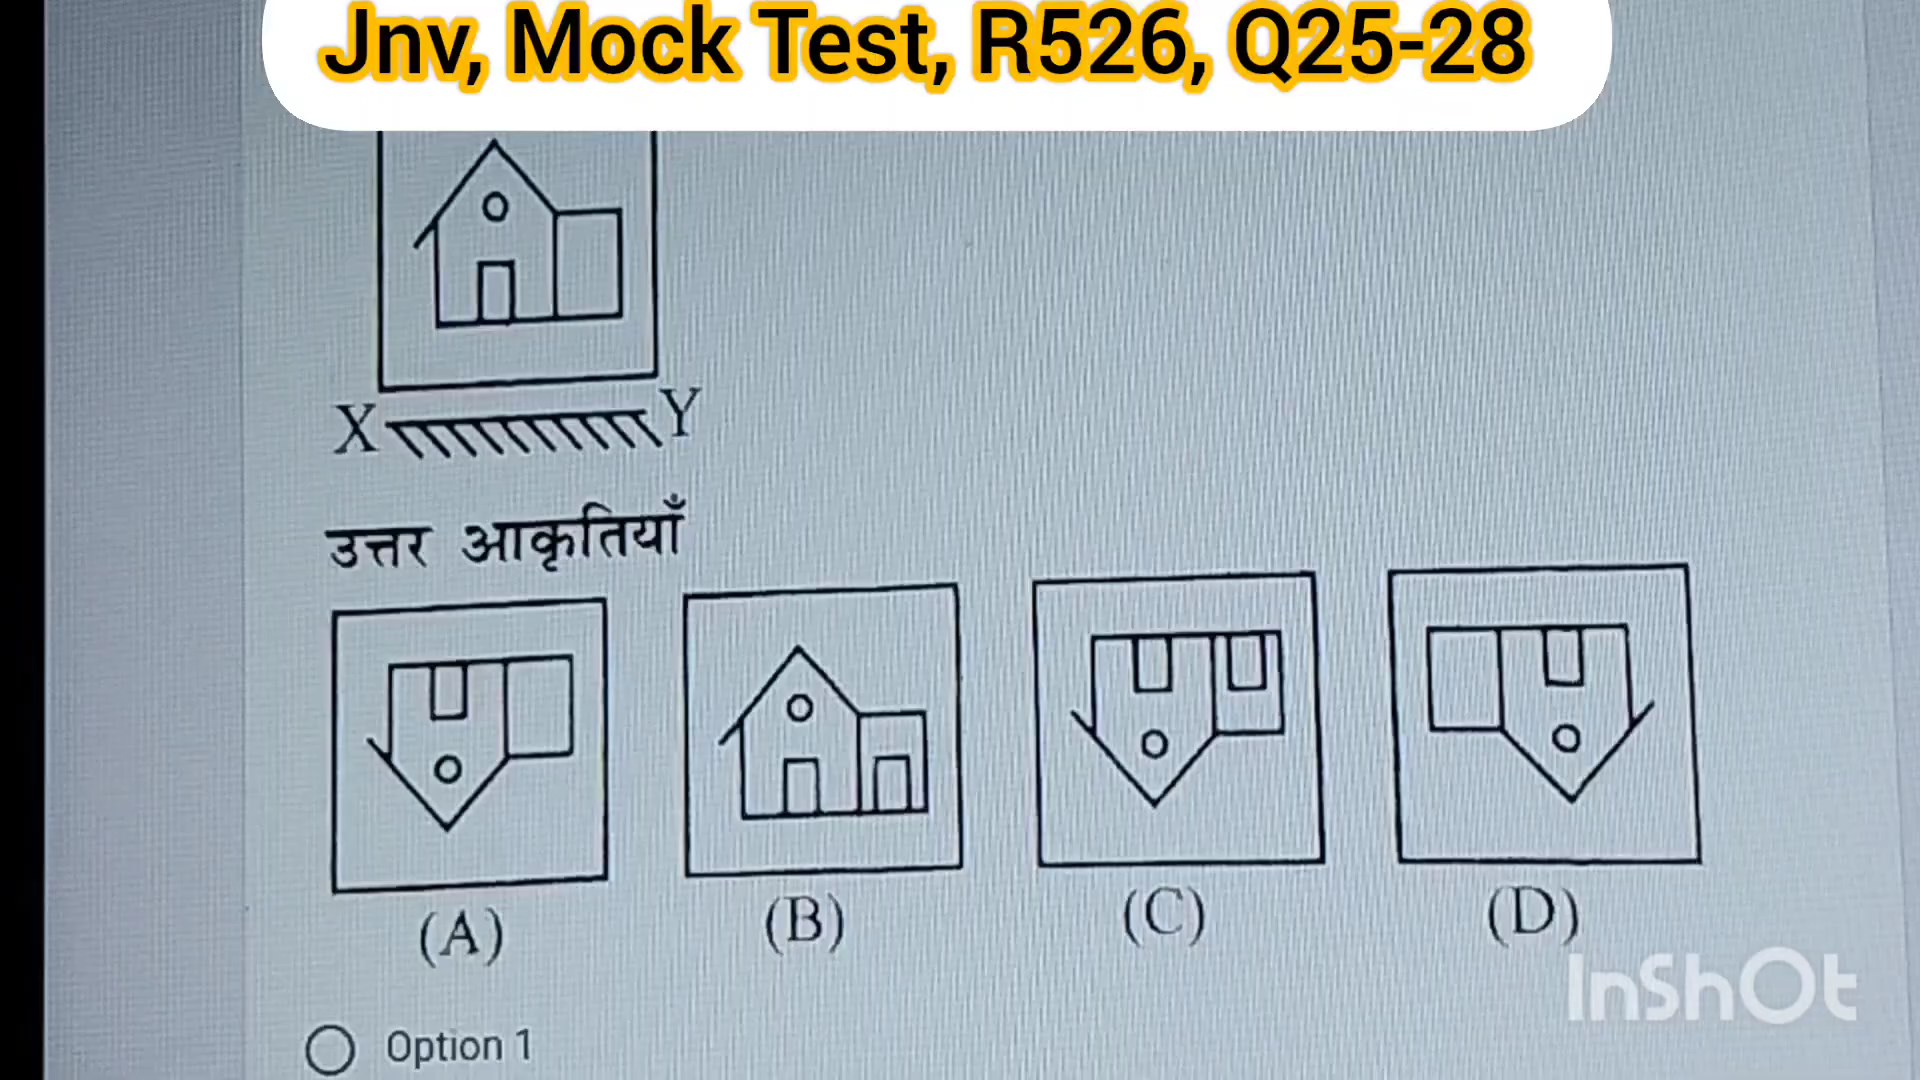 Jnv, Mock Test, R526, Q25-28
X Y
उत्तर आकृतियाँ
(A) (B) (C) (D)
InShOt
Option 1